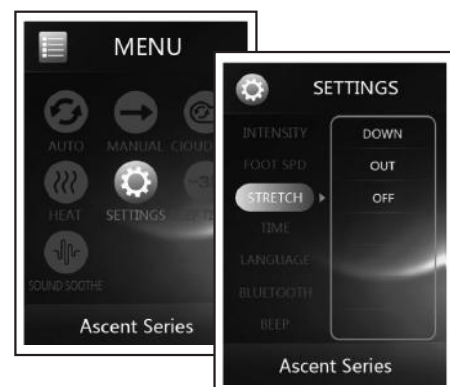 MENU
AUTO
MANUAL
HEAT
SETTINGS
SOUND SOOTHE
Ascent Series
SETTINGS
INTENSITY
FOOT SPD
STRETCH
TIME
LANGUAGE
BLUETOOTH
BEEP
DOWN
OUT
OFF
Ascent Series